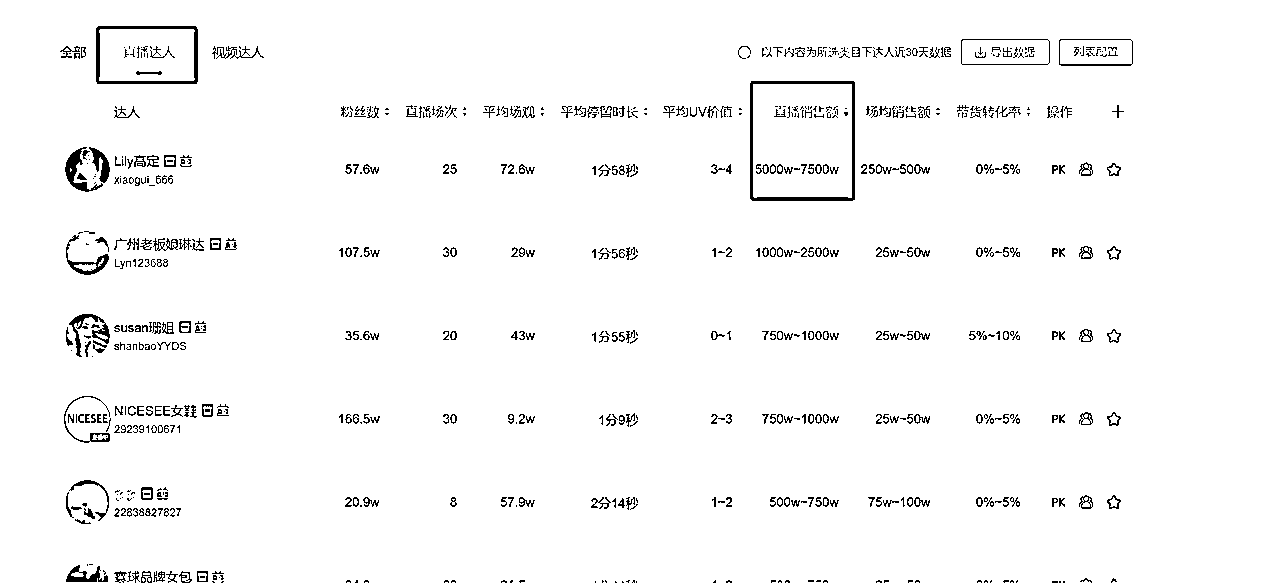 全部 直播达人 视频达人 以下内容为所选类目下达人近30天数据 导出数据 列表配置
达人 粉丝数 直播场次 平均场观 平均停留时长 平均UV价值 直播销售额 场均销售额 带货转化率 操作 +
Lily高定
xiaogui_666
57.6w 25 72.6w 1分58秒 3~4 5000w~7500w 250w~500w 0%~5% PK
广州老板娘琳达
Lyn123688
107.5w 30 29w 1分56秒 1~2 1000w~2500w 25w~50w 0%~5% PK
susan珊姐
shanbaoYYDS
35.6w 20 43w 1分55秒 0~1 750w~1000w 25w~50w 5%~10% PK
NICESEE
NICESEE女鞋
29239100671
166.5w 30 9.2w 1分9秒 2~3 750w~1000w 25w~50w 0%~5% PK
22838827827
20.9w 8 57.9w 2分14秒 1~2 500w~750w 75w~100w 0%~5% PK
寰球品牌女包